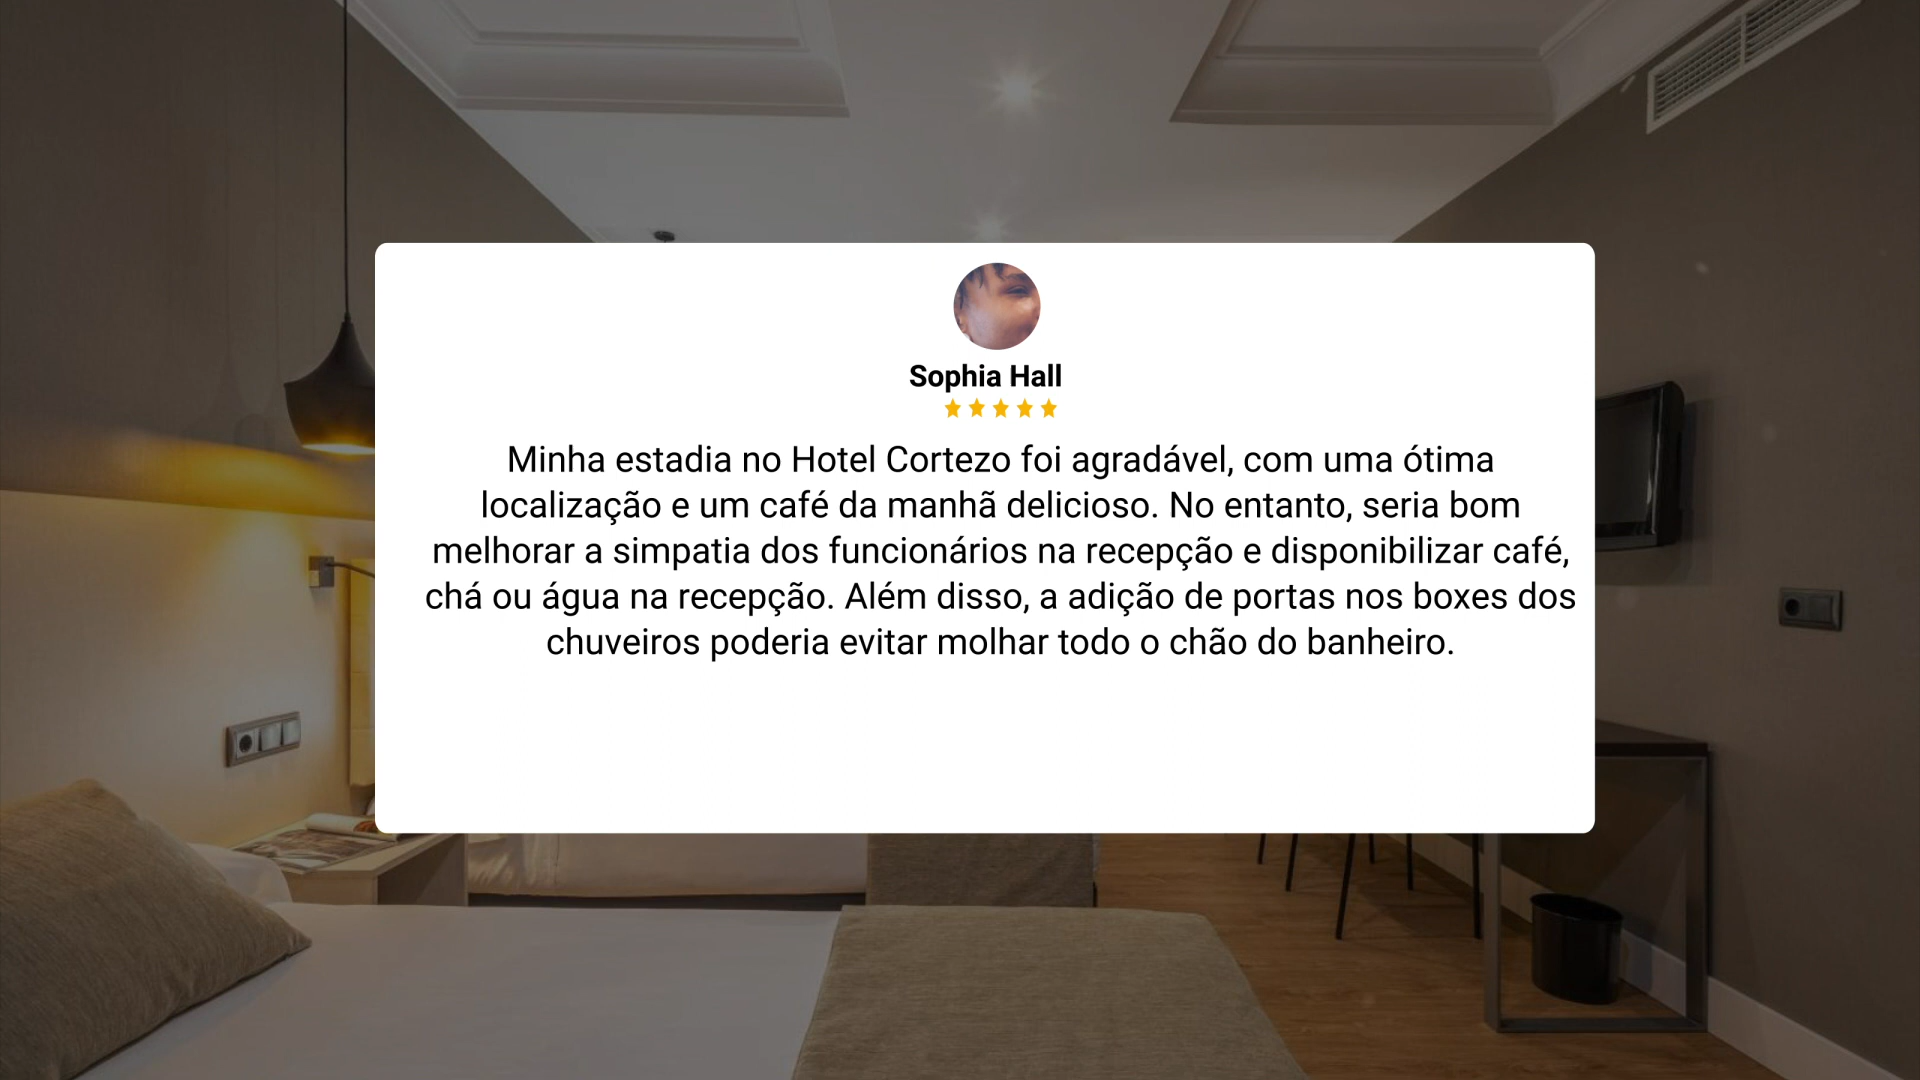 Sophia Hall
Minha estadia no Hotel Cortezo foi agradável, com uma ótima
localização e um café da manhã delicioso. No entanto, seria bom
melhorar a simpatia dos funcionários na recepção e disponibilizar café,
chá ou água na recepção. Além disso, a adição de portas nos boxes dos
chuveiros poderia evitar molhar todo o chão do banheiro.